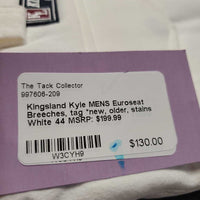 The Tack Collector
997606-209
Kingsland Kyle MENS Euroseat
Breeches, tag *new, older, stains
White 44 MSRP: $199.99
W3CYH9
$130.00